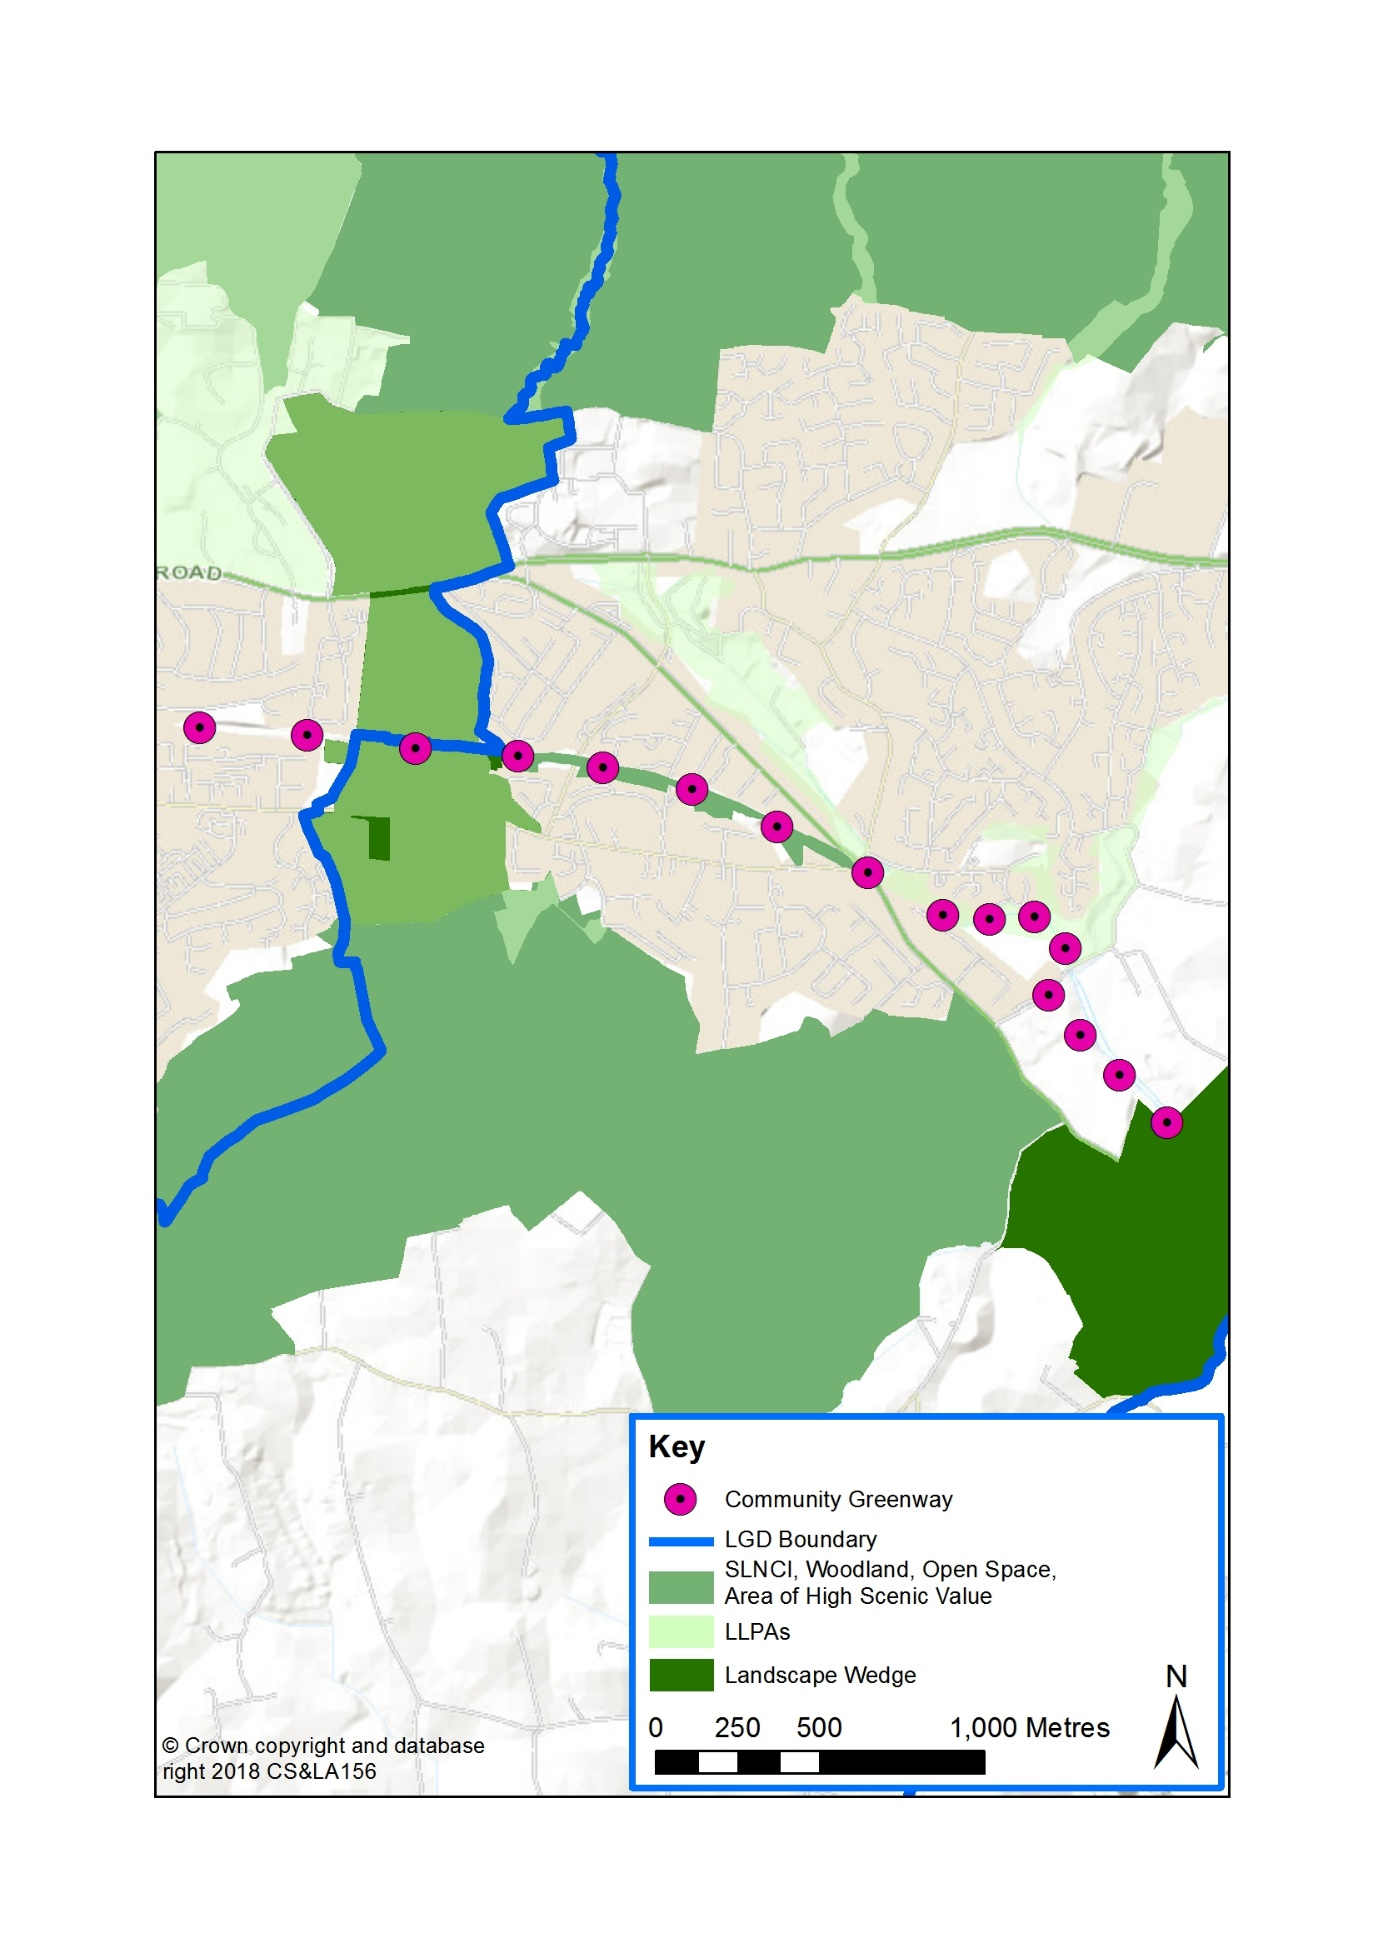 ROAD
Key
Community Greenway
LGD Boundary
SLNCI, Woodland, Open Space,
Area of High Scenic Value
LLPAs
Landscape Wedge
N
0 250 500 1,000 Metres
© Crown copyright and database
right 2018 CS&LA156